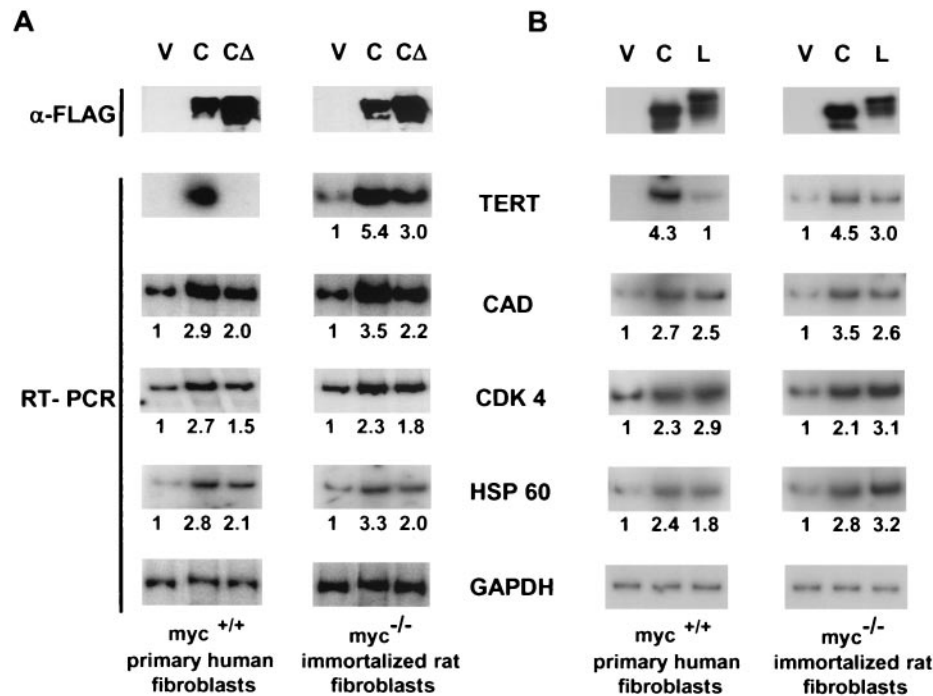 A B
V C CΔ V C CΔ V C L V C L
α-FLAG
TERT
1 5.4 3.0 4.3 1 1 4.5 3.0
CAD
1 2.9 2.0 1 3.5 2.2 1 2.7 2.5 1 3.5 2.6
RT- PCR CDK 4
1 2.7 1.5 1 2.3 1.8 1 2.3 2.9 1 2.1 3.1
HSP 60
1 2.8 2.1 1 3.3 2.0 1 2.4 1.8 1 2.8 3.2
GAPDH
myc +/+ myc -/- myc +/+ myc -/-
primary human immortalized rat primary human immortalized rat
fibroblasts fibroblasts fibroblasts fibroblasts